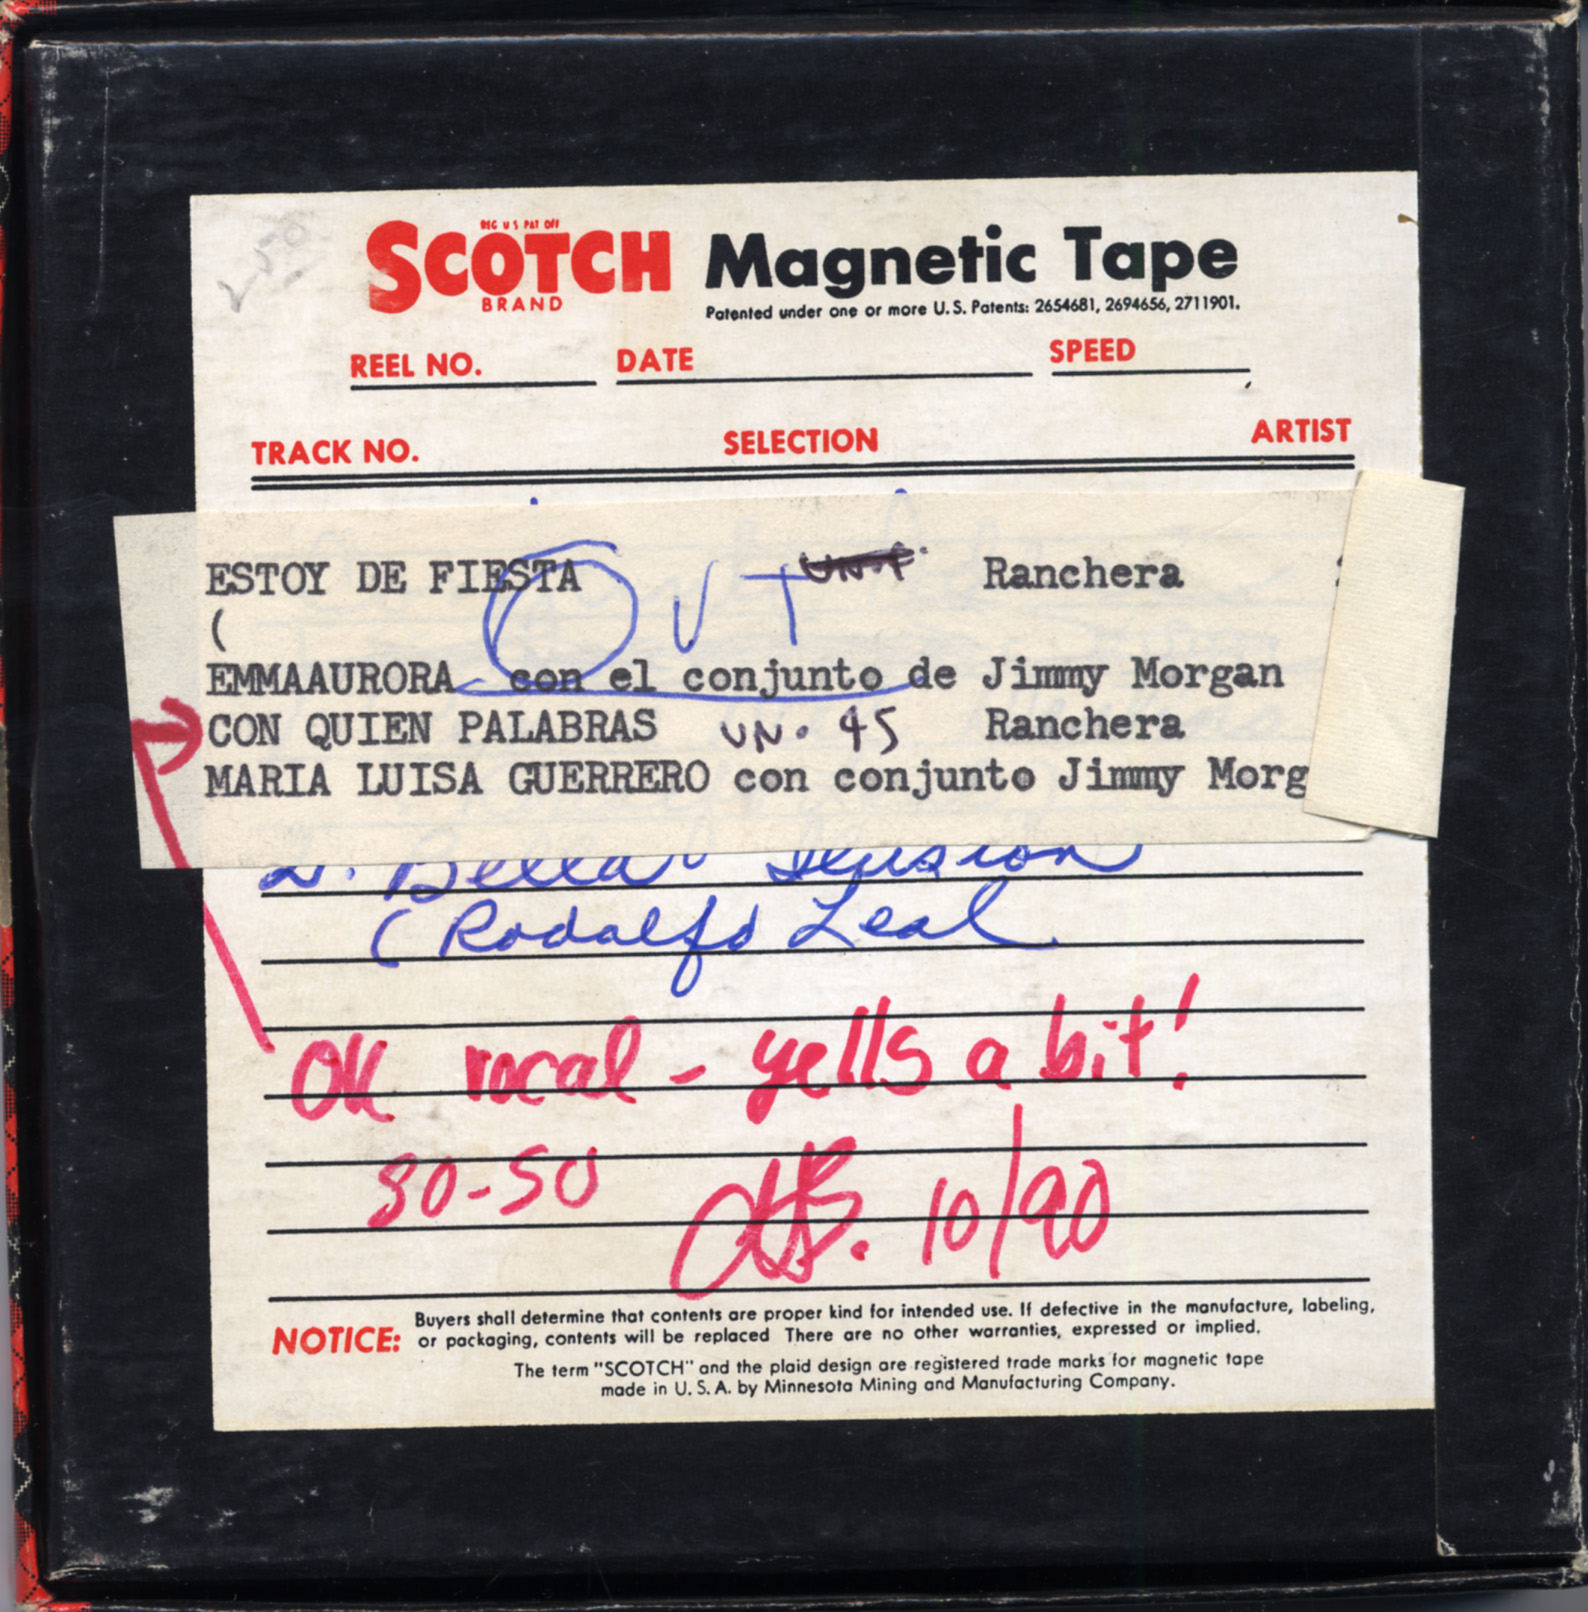 REG U S PAT OFF
SCOTCH Magnetic Tape
BRAND
Patented under one or more U.S. Patents: 2654681, 2694656, 2711901.
REEL NO. DATE SPEED
TRACK NO. SELECTION ARTIST
ESTOY DE FIESTA OUT Ranchera
(
EMMAAURORA con el conjunto de Jimmy Morgan
CON QUIEN PALABRAS UN. 45 Ranchera
MARIA LUISA GUERRERO con conjunto Jimmy Morg
2. Bella Ilusion
( Rodolfo Leal
OK vocal - yells a bit!
30-50 10/90
NOTICE: Buyers shall determine that contents are proper kind for intended use. If defective in the manufacture, labeling,
or packaging, contents will be replaced There are no other warranties, expressed or implied.
The term "SCOTCH" and the plaid design are registered trade marks for magnetic tape
made in U.S.A. by Minnesota Mining and Manufacturing Company.